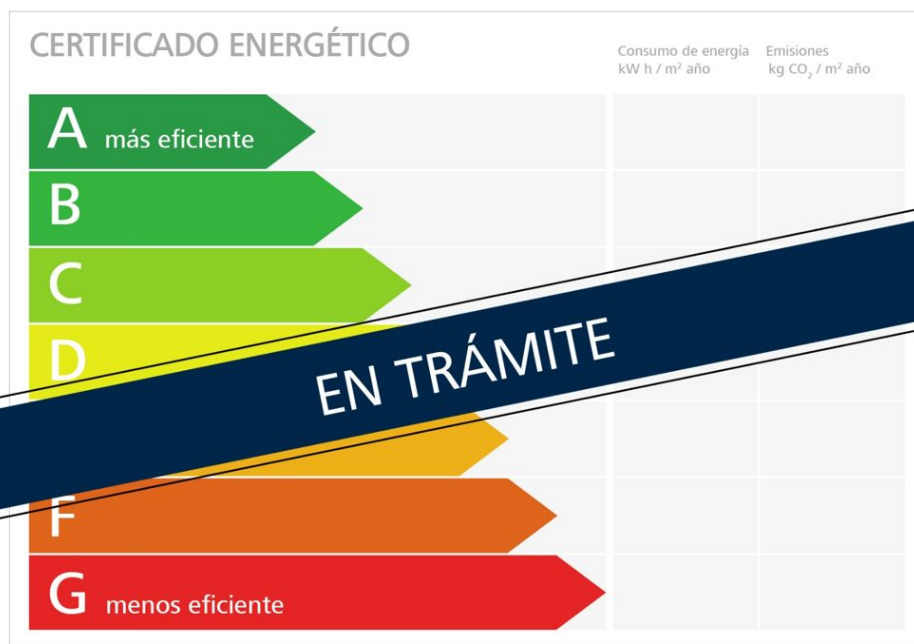 CERTIFICADO ENERGÉTICO
Consumo de energía
kW h / m² año
Emisiones
kg CO₂ / m² año
A más eficiente
B
C
D
EN TRÁMITE
F
G menos eficiente